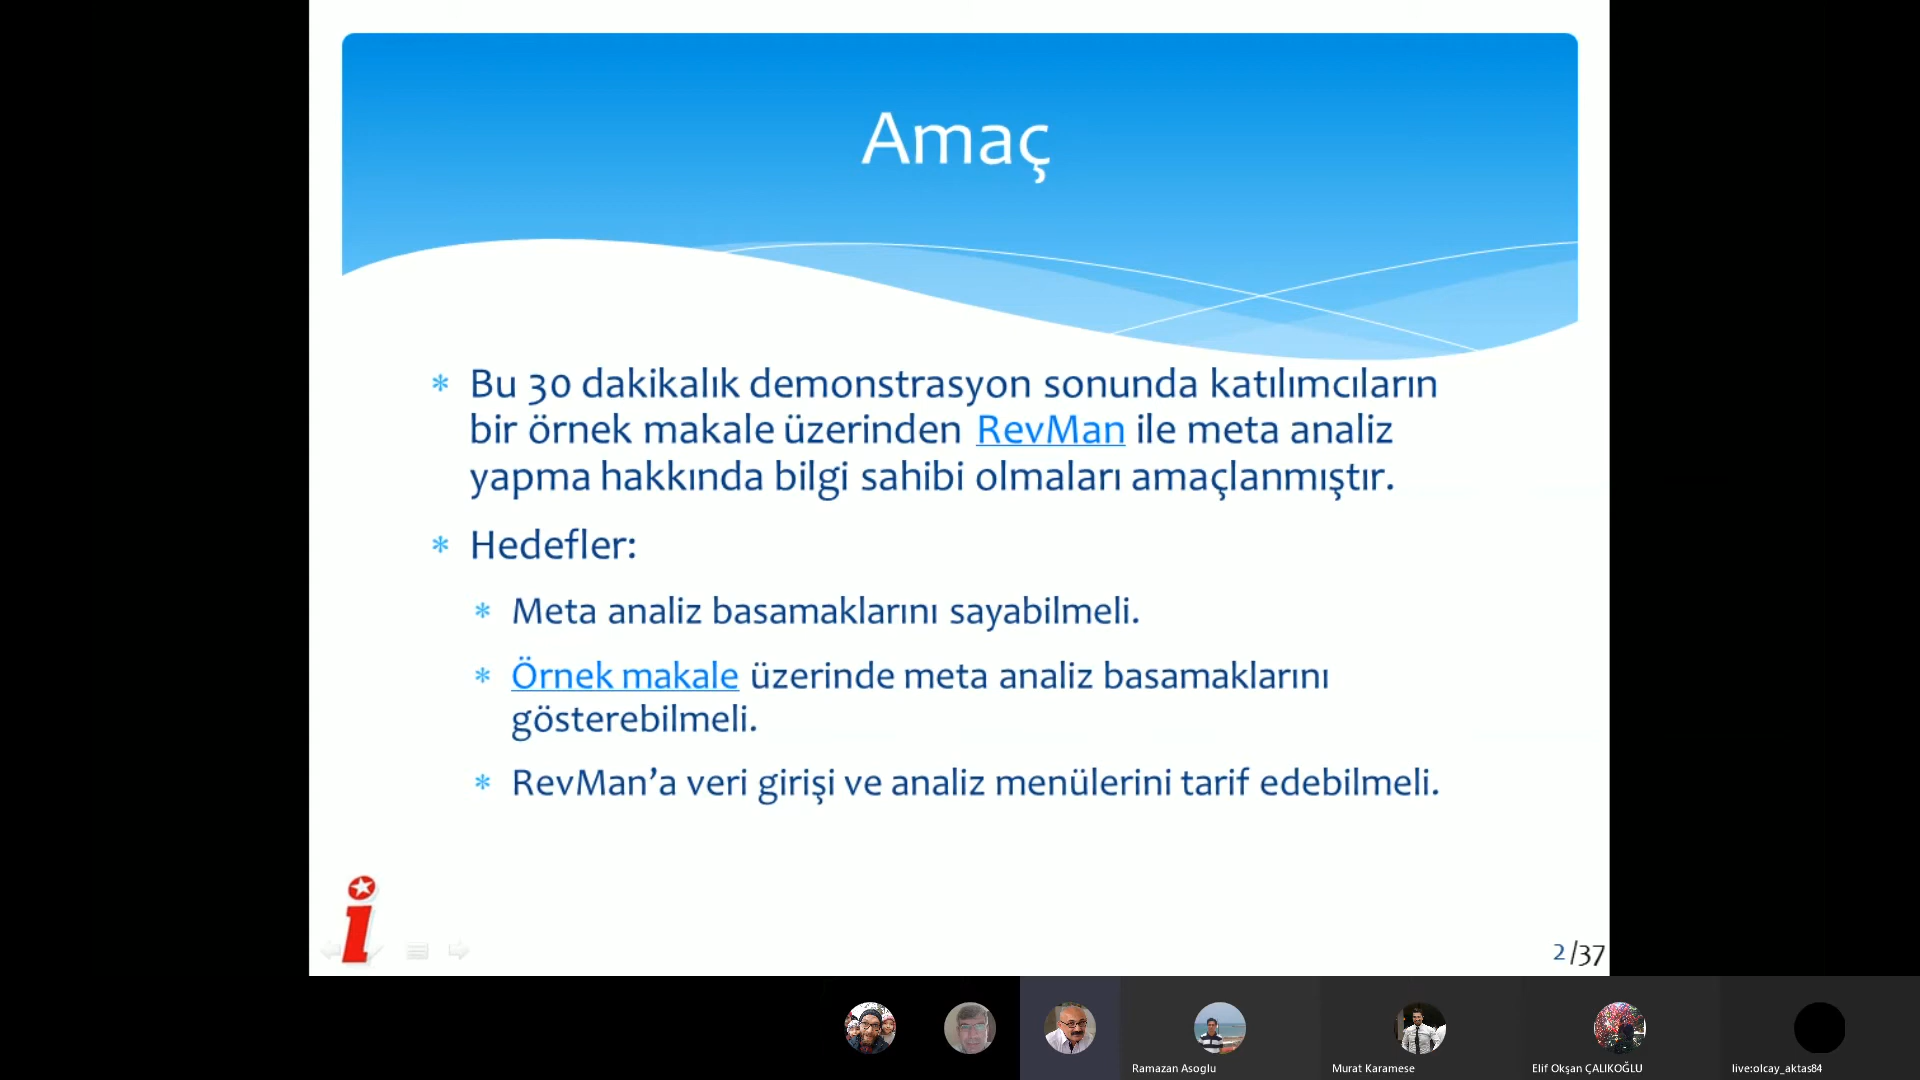 Amaç
* Bu 30 dakikalık demonstrasyon sonunda katılımcıların
bir örnek makale üzerinden RevMan ile meta analiz
yapma hakkında bilgi sahibi olmaları amaçlanmıştır.
* Hedefler:
* Meta analiz basamaklarını sayabilmeli.
* Örnek makale üzerinde meta analiz basamaklarını
gösterebilmeli.
* RevMan’a veri girişi ve analiz menülerini tarif edebilmeli.
i
2/37
Ramazan Asoglu
Murat Karamese
Elif Okşan ÇALIKOĞLU
live:olcay_aktas84